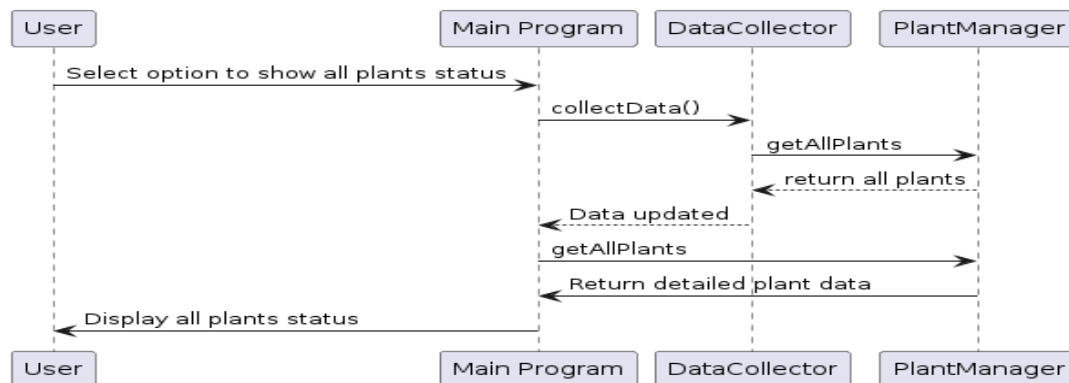 User Main Program DataCollector PlantManager
Select option to show all plants status
collectData()
getAllPlants
return all plants
Data updated
getAllPlants
Return detailed plant data
Display all plants status
User Main Program DataCollector PlantManager